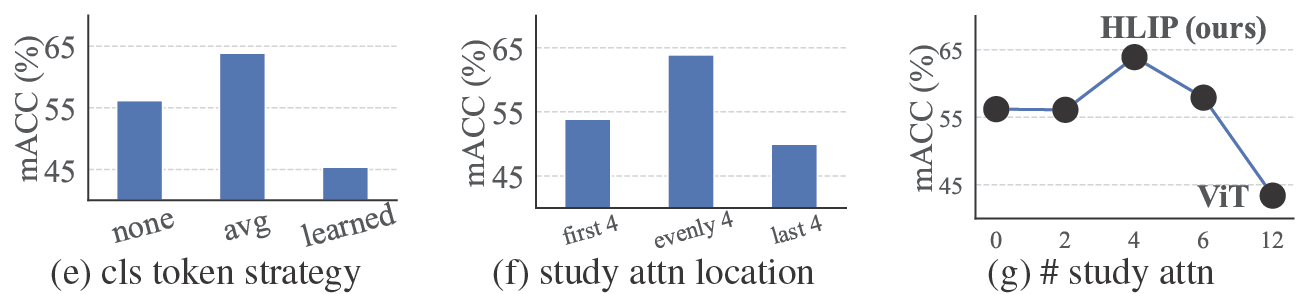 mACC (%)
65
55
45
none avg learned
(e) cls token strategy
mACC (%)
65
55
45
first 4 evenly 4 last 4
(f) study attn location
mACC (%)
65
55
45
HLIP (ours)
ViT
0 2 4 6 12
(g) # study attn